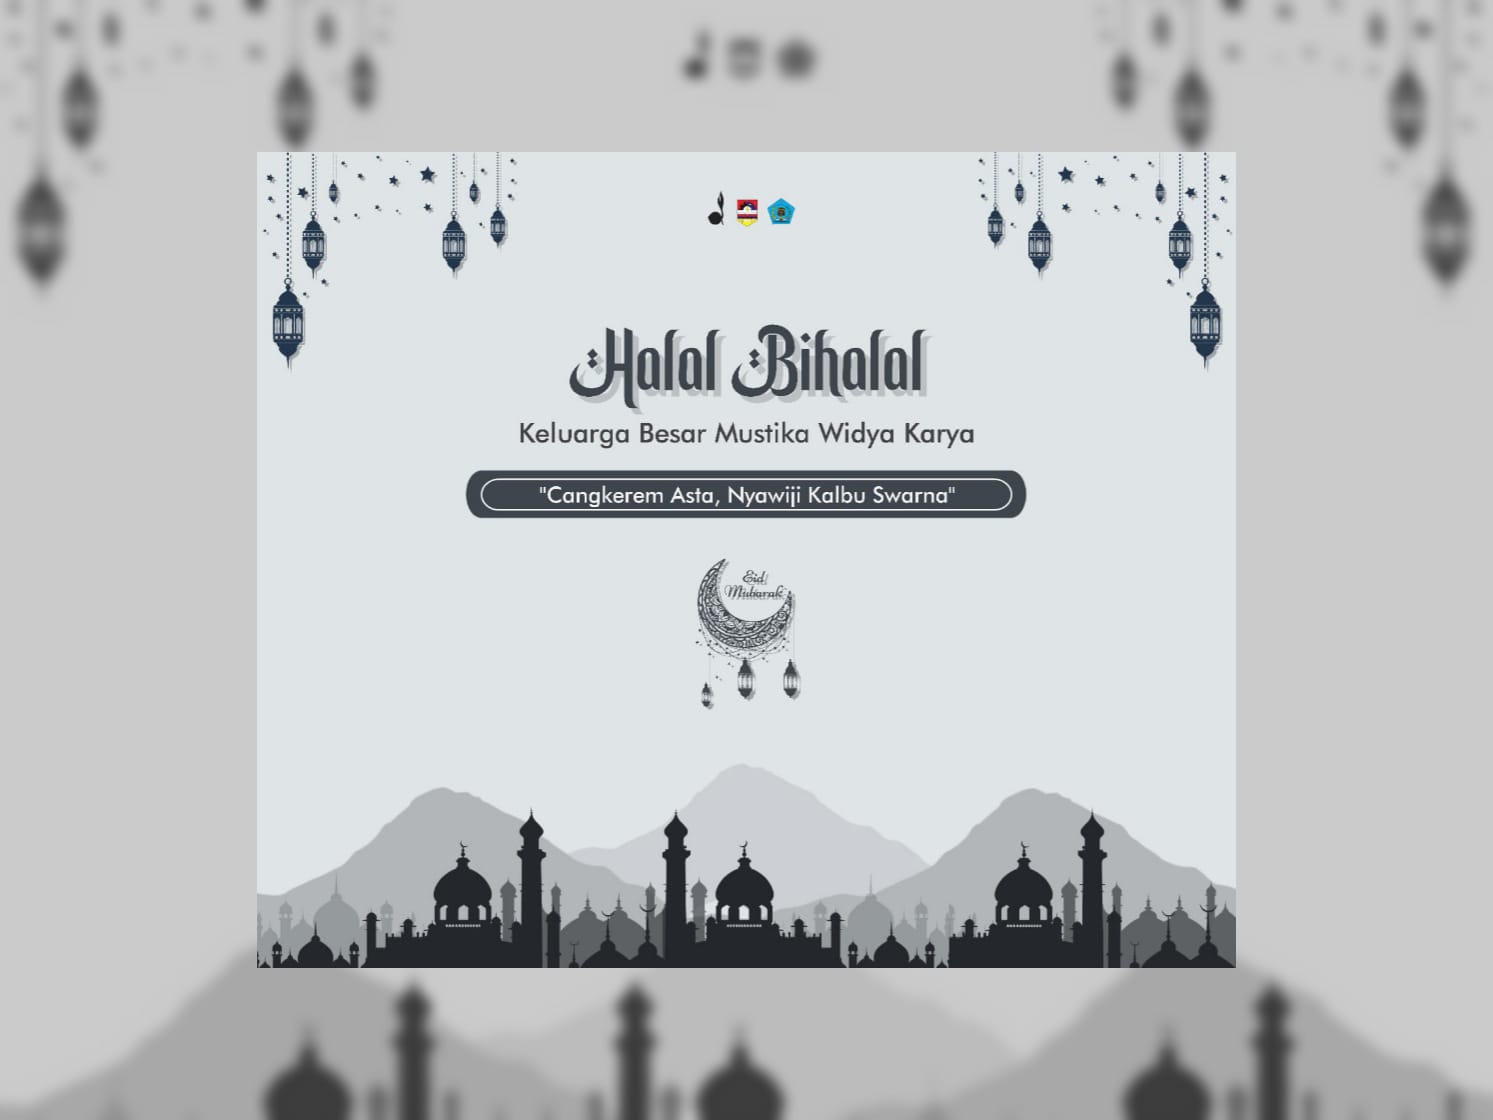 Halal Bihalal
Keluarga Besar Mustika Widya Karya
"Cangkerem Asta, Nyawiji Kalbu Swarna"
Eid
Mubarak